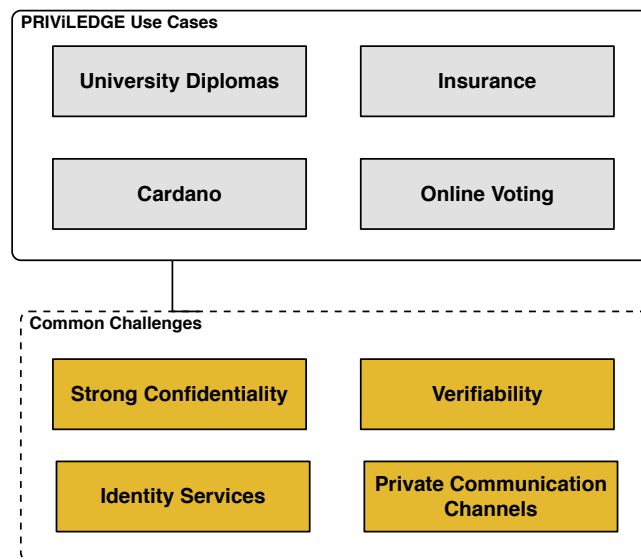 PRIViLEDGE Use Cases
University Diplomas
Insurance
Cardano
Online Voting
Common Challenges
Strong Confidentiality
Verifiability
Identity Services
Private Communication
Channels